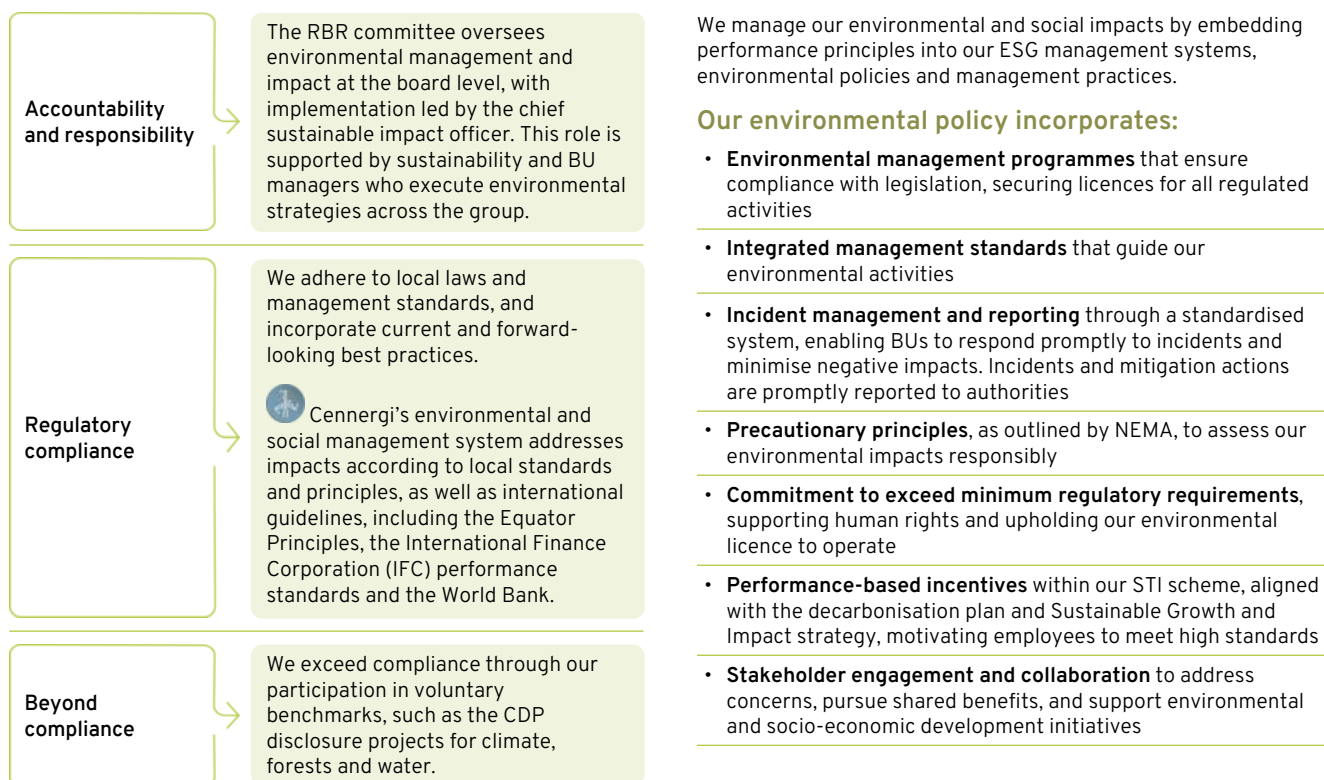 Accountability
and responsibility
The RBR committee oversees
environmental management and
impact at the board level, with
implementation led by the chief
sustainable impact officer. This role is
supported by sustainability and BU
managers who execute environmental
strategies across the group.
Regulatory
compliance
We adhere to local laws and
management standards, and
incorporate current and forward-
looking best practices.
Cennergi's environmental and
social management system addresses
impacts according to local standards
and principles, as well as international
guidelines, including the Equator
Principles, the International Finance
Corporation (IFC) performance
standards and the World Bank.
Beyond
compliance
We exceed compliance through our
participation in voluntary
benchmarks, such as the CDP
disclosure projects for climate,
forests and water.
We manage our environmental and social impacts by embedding
performance principles into our ESG management systems,
environmental policies and management practices.
Our environmental policy incorporates:
• Environmental management programmes that ensure
compliance with legislation, securing licences for all regulated
activities
• Integrated management standards that guide our
environmental activities
• Incident management and reporting through a standardised
system, enabling BUs to respond promptly to incidents and
minimise negative impacts. Incidents and mitigation actions
are promptly reported to authorities
• Precautionary principles, as outlined by NEMA, to assess our
environmental impacts responsibly
• Commitment to exceed minimum regulatory requirements,
supporting human rights and upholding our environmental
licence to operate
• Performance-based incentives within our STI scheme, aligned
with the decarbonisation plan and Sustainable Growth and
Impact strategy, motivating employees to meet high standards
• Stakeholder engagement and collaboration to address
concerns, pursue shared benefits, and support environmental
and socio-economic development initiatives